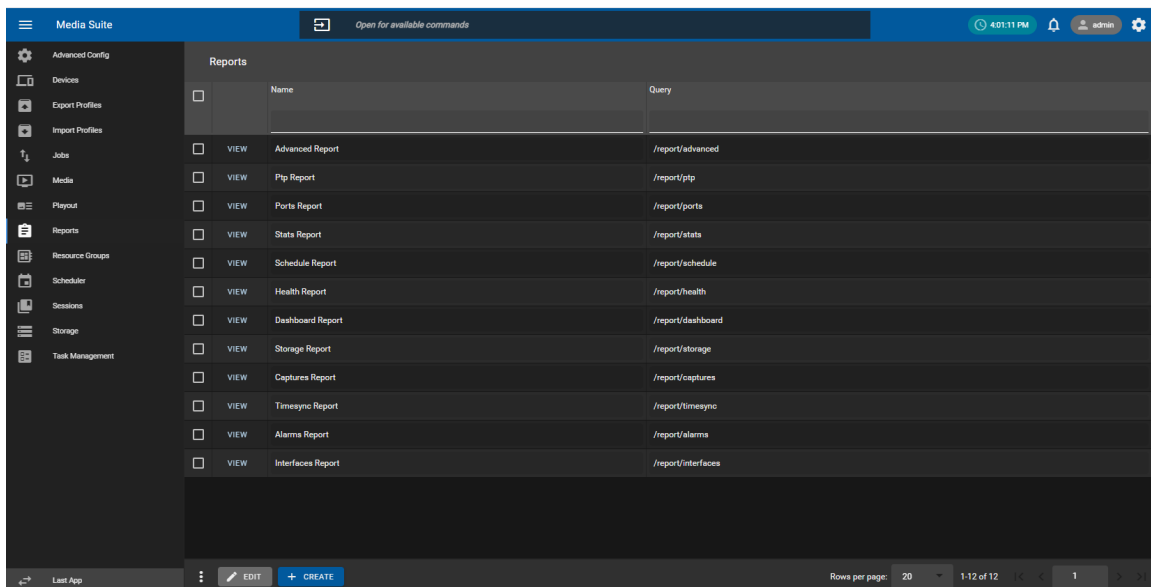 Media Suite
Open for available commands
4:01:11 PM
admin
Advanced Config
Devices
Export Profiles
Import Profiles
Jobs
Media
Playout
Reports
Resource Groups
Scheduler
Sessions
Storage
Task Management
Last App
Reports
Name Query
VIEW Advanced Report /report/advanced
VIEW Ptp Report /report/ptp
VIEW Ports Report /report/ports
VIEW Stats Report /report/stats
VIEW Schedule Report /report/schedule
VIEW Health Report /report/health
VIEW Dashboard Report /report/dashboard
VIEW Storage Report /report/storage
VIEW Captures Report /report/captures
VIEW Timesync Report /report/timesync
VIEW Alarms Report /report/alarms
VIEW Interfaces Report /report/interfaces
EDIT + CREATE Rows per page: 20 1-12 of 12 1